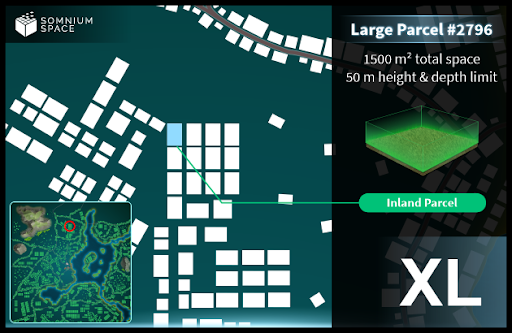 SOMNIUM
SPACE
Large Parcel #2796
1500 m² total space
50 m height & depth limit
Inland Parcel
XL